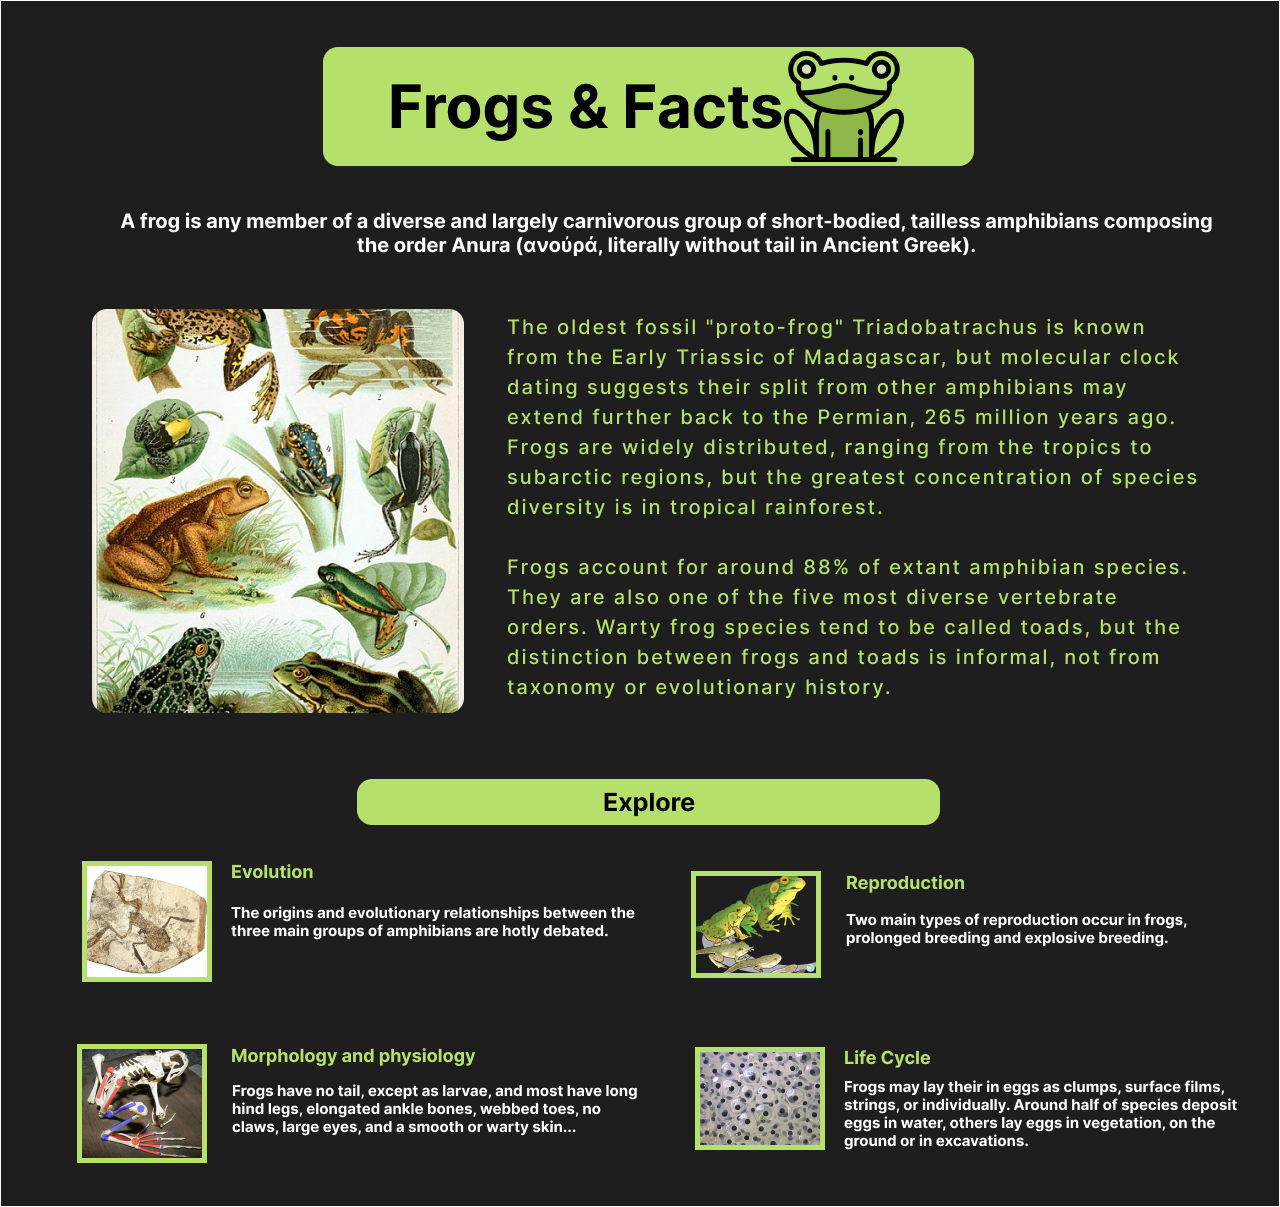 Frogs & Facts
A frog is any member of a diverse and largely carnivorous group of short-bodied, tailless amphibians composing
the order Anura (ανούρά, literally without tail in Ancient Greek).
1
2
3
4
5
6
7
The oldest fossil "proto-frog" Triadobatrachus is known
from the Early Triassic of Madagascar, but molecular clock
dating suggests their split from other amphibians may
extend further back to the Permian, 265 million years ago.
Frogs are widely distributed, ranging from the tropics to
subarctic regions, but the greatest concentration of species
diversity is in tropical rainforest.
Frogs account for around 88% of extant amphibian species.
They are also one of the five most diverse vertebrate
orders. Warty frog species tend to be called toads, but the
distinction between frogs and toads is informal, not from
taxonomy or evolutionary history.
Explore
Evolution
The origins and evolutionary relationships between the
three main groups of amphibians are hotly debated.
Reproduction
Two main types of reproduction occur in frogs,
prolonged breeding and explosive breeding.
Morphology and physiology
Frogs have no tail, except as larvae, and most have long
hind legs, elongated ankle bones, webbed toes, no
claws, large eyes, and a smooth or warty skin...
Life Cycle
Frogs may lay their in eggs as clumps, surface films,
strings, or individually. Around half of species deposit
eggs in water, others lay eggs in vegetation, on the
ground or in excavations.